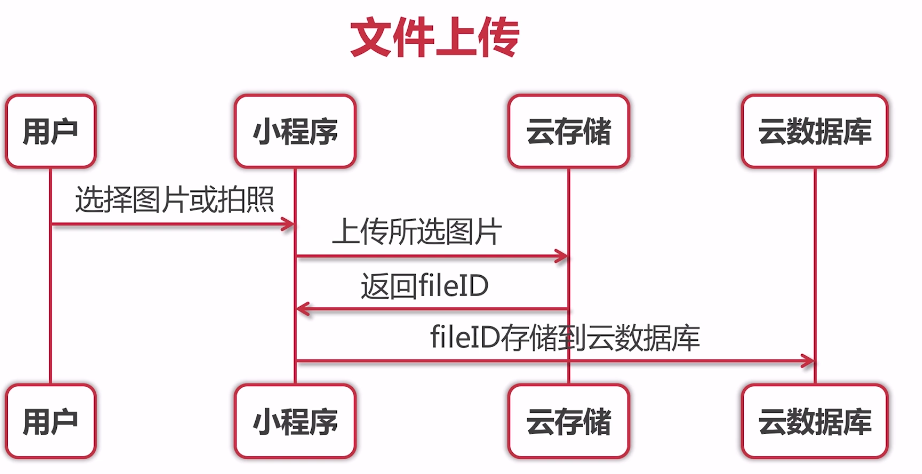 文件上传
用户
小程序
云存储
云数据库
选择图片或拍照
上传所选图片
返回fileID
fileID存储到云数据库
用户
小程序
云存储
云数据库